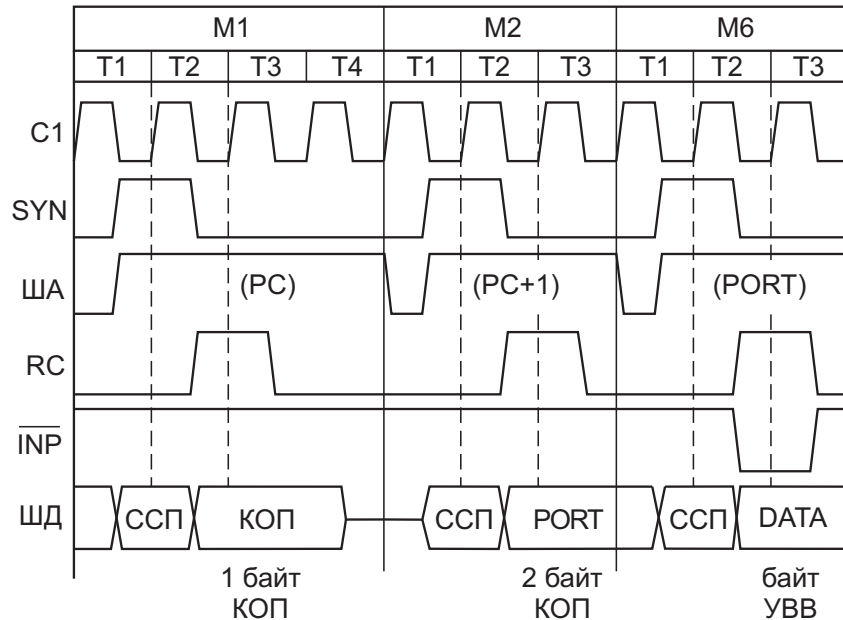 M1 M2 M6
T1 T2 T3 T4 T1 T2 T3 T1 T2 T3
C1
SYN
ША (PC) (PC+1) (PORT)
RC
INP
ШД ССП КОП ССП PORT ССП DATA
1 байт 2 байт байт
КОП КОП УВВ